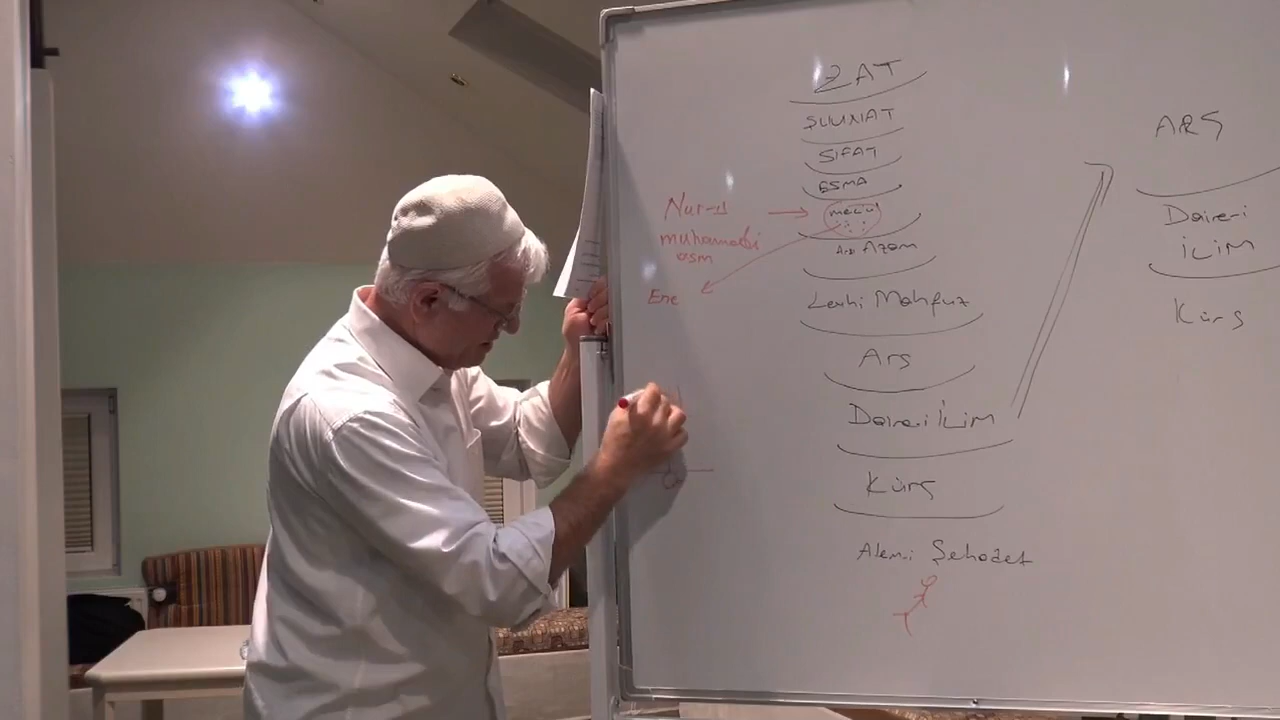 ZAT
ŞUUNAT
SIFAT
ESMA
Nur-u
muhamedi
asm
Ene
Arş Azam
Levhi Mahfuz
Arş
Daire-i İlim
Kürs
Alem-i Şehadet
ARŞ
Daire-i
İLİM
Kürs